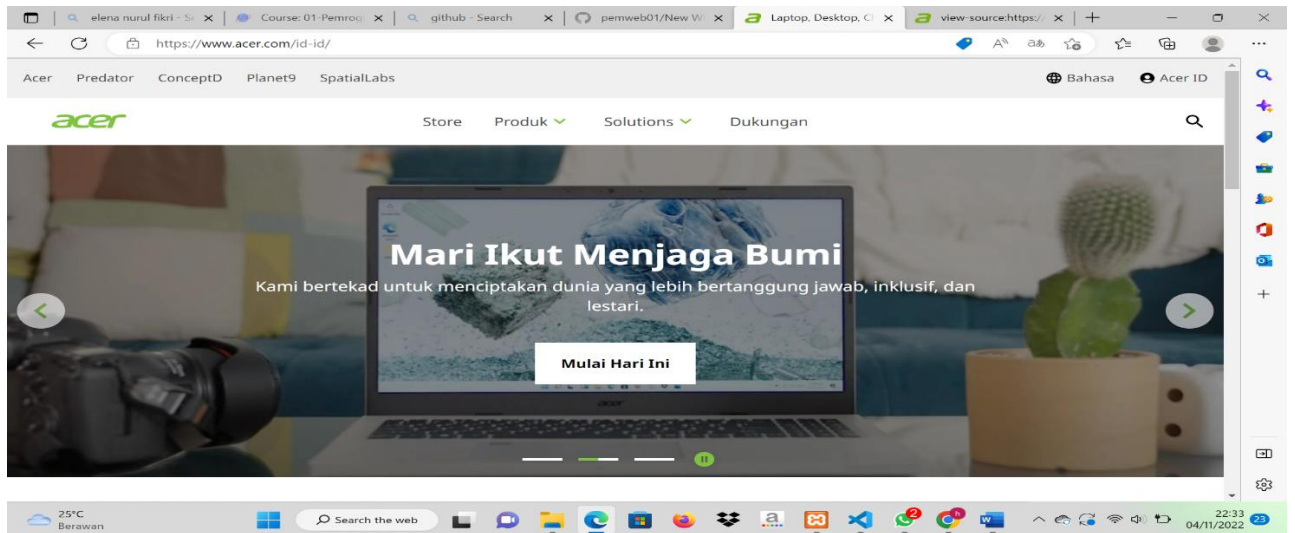 elena nurul fikri - Si
Course: 01-Pemrog
github - Search
pemweb01/New W
Laptop, Desktop, C
view-source:https://
https://www.acer.com/id-id/
Acer Predator ConceptD Planet9 SpatialLabs Bahasa Acer ID
acer Store Produk Solutions Dukungan
Mari Ikut Menjaga Bumi
Kami bertekad untuk menciptakan dunia yang lebih bertanggung jawab, inklusif, dan
lestari.
Mulai Hari Ini
acer
25°C
Berawan
Search the web
22:33
04/11/2022
23